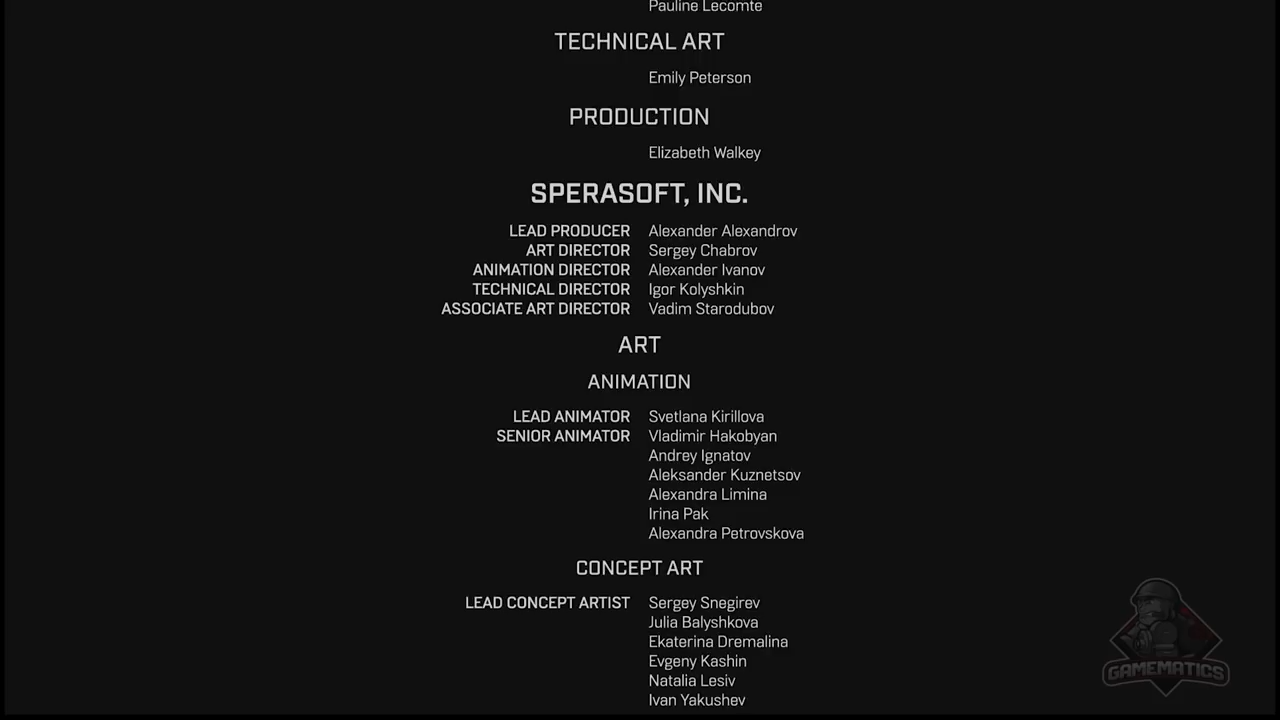 Pauline Lecomte
TECHNICAL ART
Emily Peterson
PRODUCTION
Elizabeth Walkey
SPERASOFT, INC.
LEAD PRODUCER Alexander Alexandrov
ART DIRECTOR Sergey Chabrov
ANIMATION DIRECTOR Alexander Ivanov
TECHNICAL DIRECTOR Igor Kolyshkin
ASSOCIATE ART DIRECTOR Vadim Starodubov
ART
ANIMATION
LEAD ANIMATOR Svetlana Kirillova
SENIOR ANIMATOR Vladimir Hakobyan
Andrey Ignatov
Aleksander Kuznetsov
Alexandra Limina
Irina Pak
Alexandra Petrovskova
CONCEPT ART
LEAD CONCEPT ARTIST Sergey Snegirev
Julia Balyshkova
Ekaterina Dremalina
Evgeny Kashin
Natalia Lesiv
Ivan Yakushev
GAMEMATICS